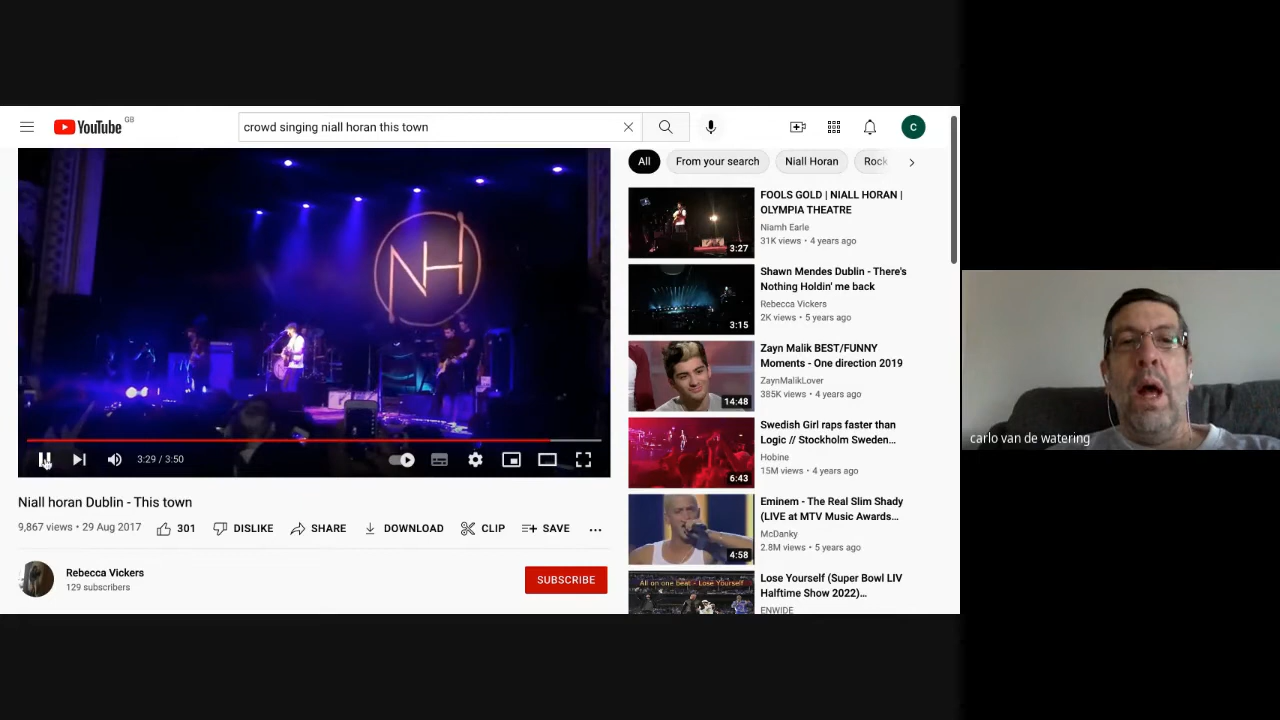 YouTube GB
crowd singing niall horan this town
C
NH
3:29 / 3:50
Niall horan Dublin - This town
9,867 views • 29 Aug 2017
301
DISLIKE
SHARE
DOWNLOAD
CLIP
SAVE
Rebecca Vickers
129 subscribers
SUBSCRIBE
All
From your search
Niall Horan
Rock
FOOLS GOLD | NIALL HORAN |
OLYMPIA THEATRE
Niamh Earle
31K views • 4 years ago
3:27
Shawn Mendes Dublin - There's
Nothing Holdin' me back
Rebecca Vickers
2K views • 5 years ago
3:15
Zayn Malik BEST/FUNNY
Moments - One direction 2019
ZaynMalikLover
385K views • 4 years ago
14:48
Swedish Girl raps faster than
Logic // Stockholm Sweden...
Hobine
15M views • 4 years ago
6:43
Eminem - The Real Slim Shady
(LIVE at MTV Music Awards...
McDanky
2.8M views • 5 years ago
4:58
All on one beat - Lose Yourself
Lose Yourself (Super Bowl LIV
Halftime Show 2022)...
ENWIDE
carlo van de watering